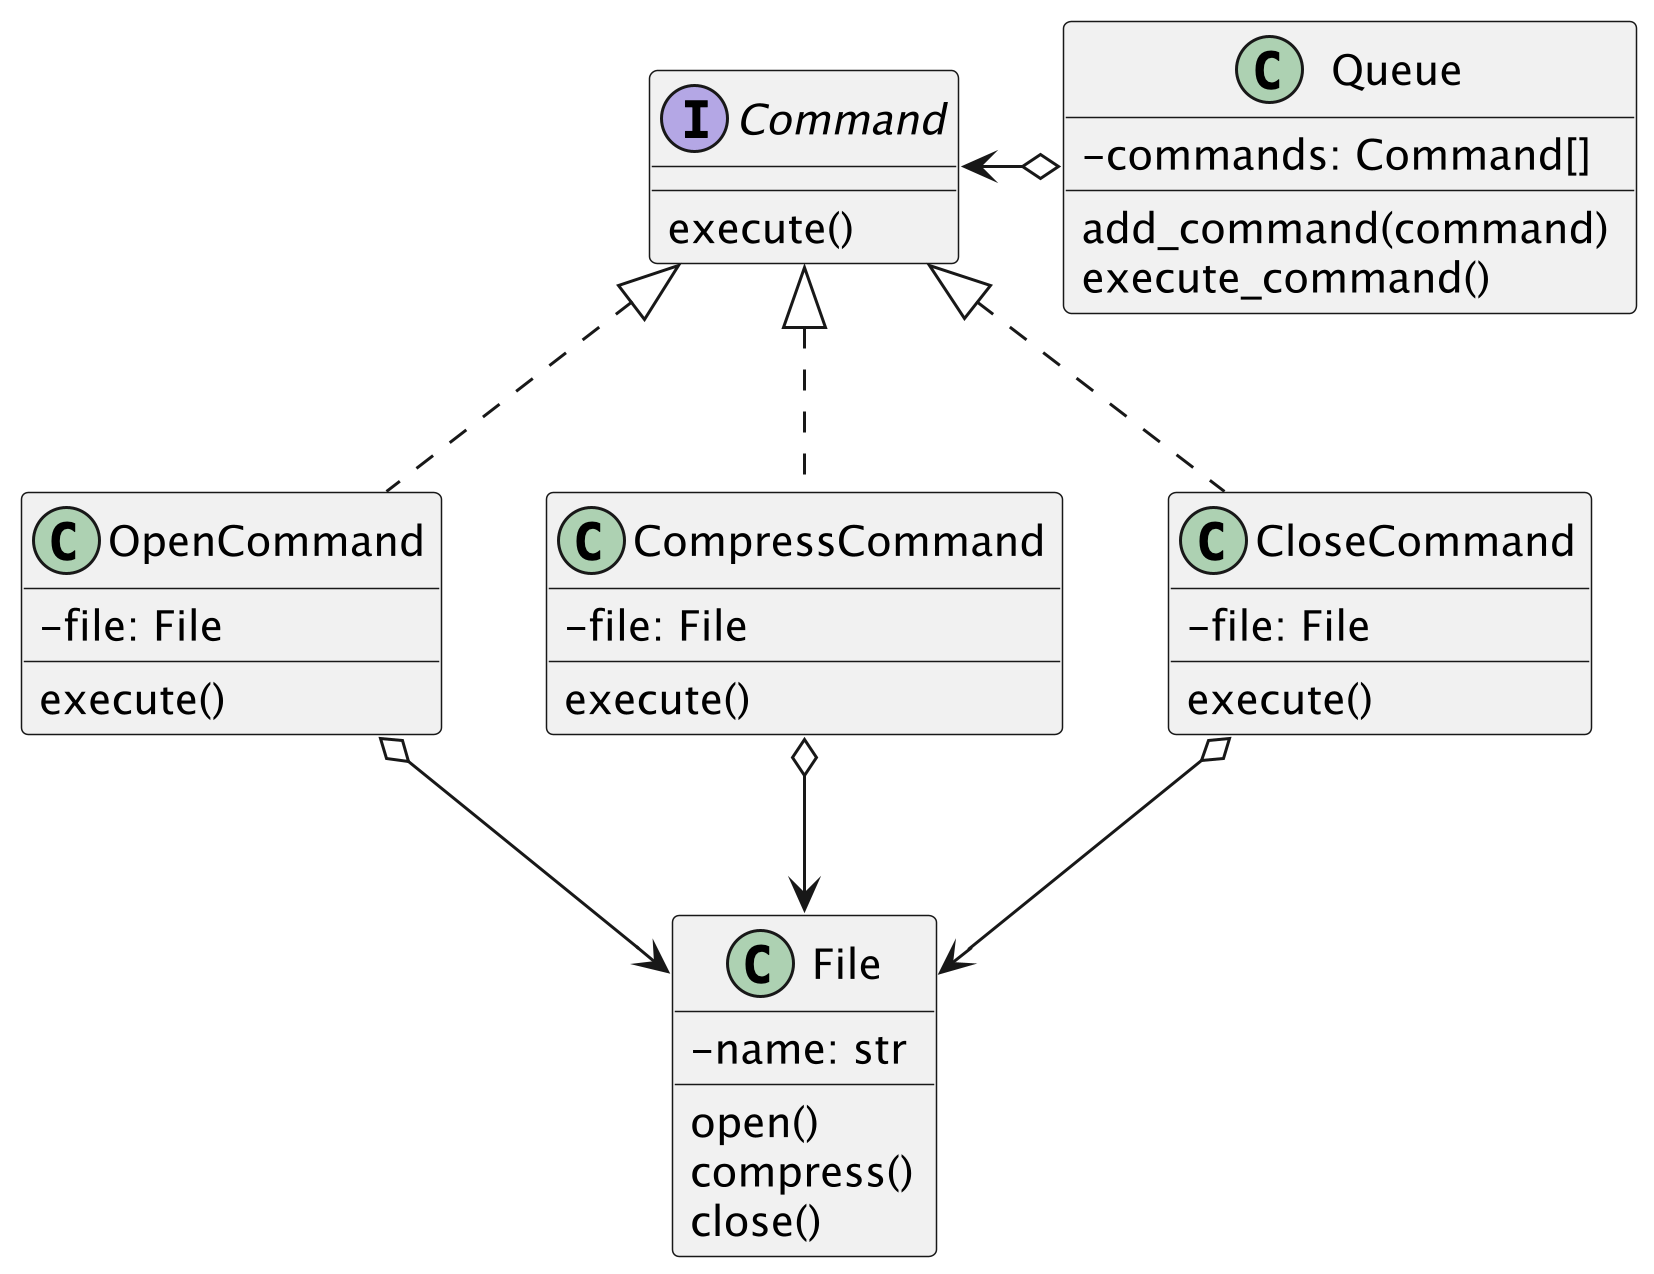 I Command
execute()
C Queue
-commands: Command[]
add_command(command)
execute_command()
C OpenCommand
-file: File
execute()
C CompressCommand
-file: File
execute()
C CloseCommand
-file: File
execute()
C File
-name: str
open()
compress()
close()